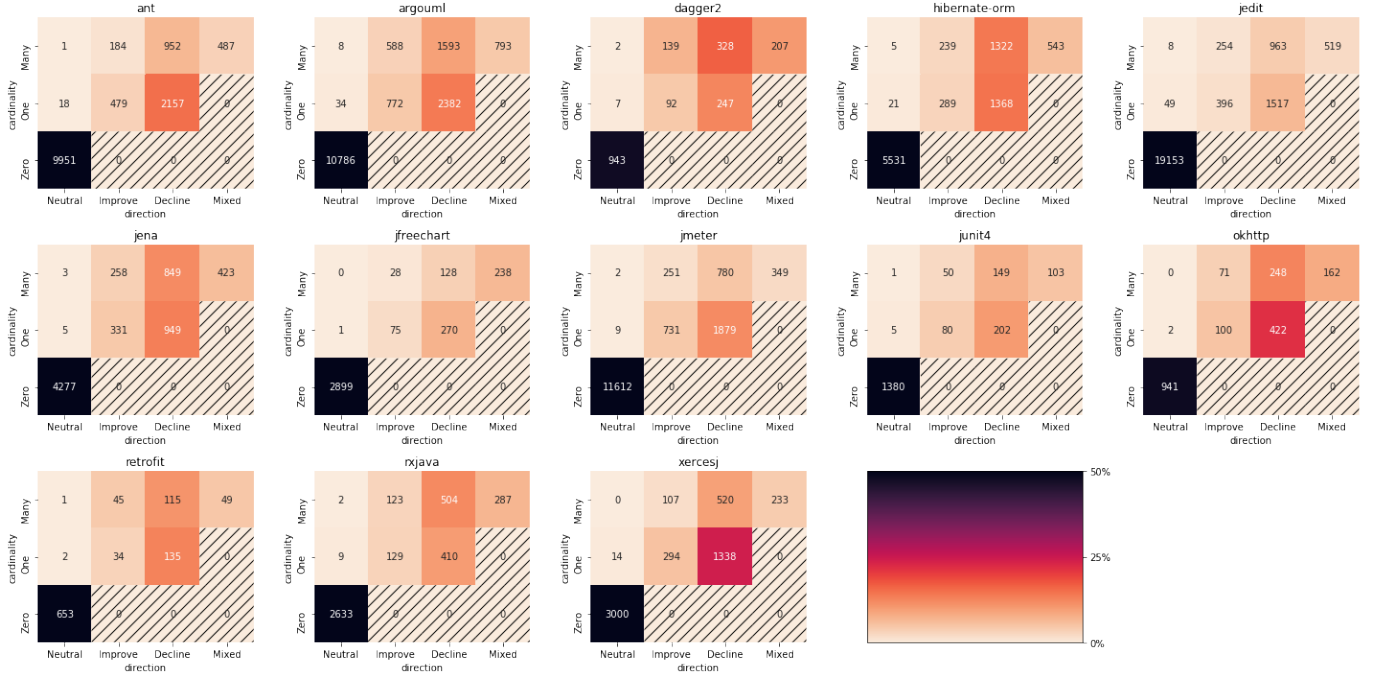 ant argouml dagger2 hibernate-orm jedit
cardinality
Many 1 184 952 487
One 18 479 2157 0
Zero 9951 0 0 0
Neutral Improve Decline Mixed
direction
cardinality
Many 8 588 1593 793
One 34 772 2382 0
Zero 10786 0 0 0
Neutral Improve Decline Mixed
direction
cardinality
Many 2 139 328 207
One 7 92 247 0
Zero 943 0 0 0
Neutral Improve Decline Mixed
direction
cardinality
Many 5 239 1322 543
One 21 289 1368 0
Zero 5531 0 0 0
Neutral Improve Decline Mixed
direction
cardinality
Many 8 254 963 519
One 49 396 1517 0
Zero 19153 0 0 0
Neutral Improve Decline Mixed
direction
jena jfreechart jmeter junit4 okhttp
cardinality
Many 3 258 849 423
One 5 331 949 0
Zero 4277 0 0 0
Neutral Improve Decline Mixed
direction
cardinality
Many 0 28 128 238
One 1 75 270 0
Zero 2899 0 0 0
Neutral Improve Decline Mixed
direction
cardinality
Many 2 251 780 349
One 9 731 1879 0
Zero 11612 0 0 0
Neutral Improve Decline Mixed
direction
cardinality
Many 1 50 149 103
One 5 80 202 0
Zero 1380 0 0 0
Neutral Improve Decline Mixed
direction
cardinality
Many 0 71 248 162
One 2 100 422 0
Zero 941 0 0 0
Neutral Improve Decline Mixed
direction
retrofit rxjava xercesj
cardinality
Many 1 45 115 49
One 2 34 135 0
Zero 653 0 0 0
Neutral Improve Decline Mixed
direction
cardinality
Many 2 123 504 287
One 9 129 410 0
Zero 2633 0 0 0
Neutral Improve Decline Mixed
direction
cardinality
Many 0 107 520 233
One 14 294 1338 0
Zero 3000 0 0 0
Neutral Improve Decline Mixed
direction
50%
25%
0%